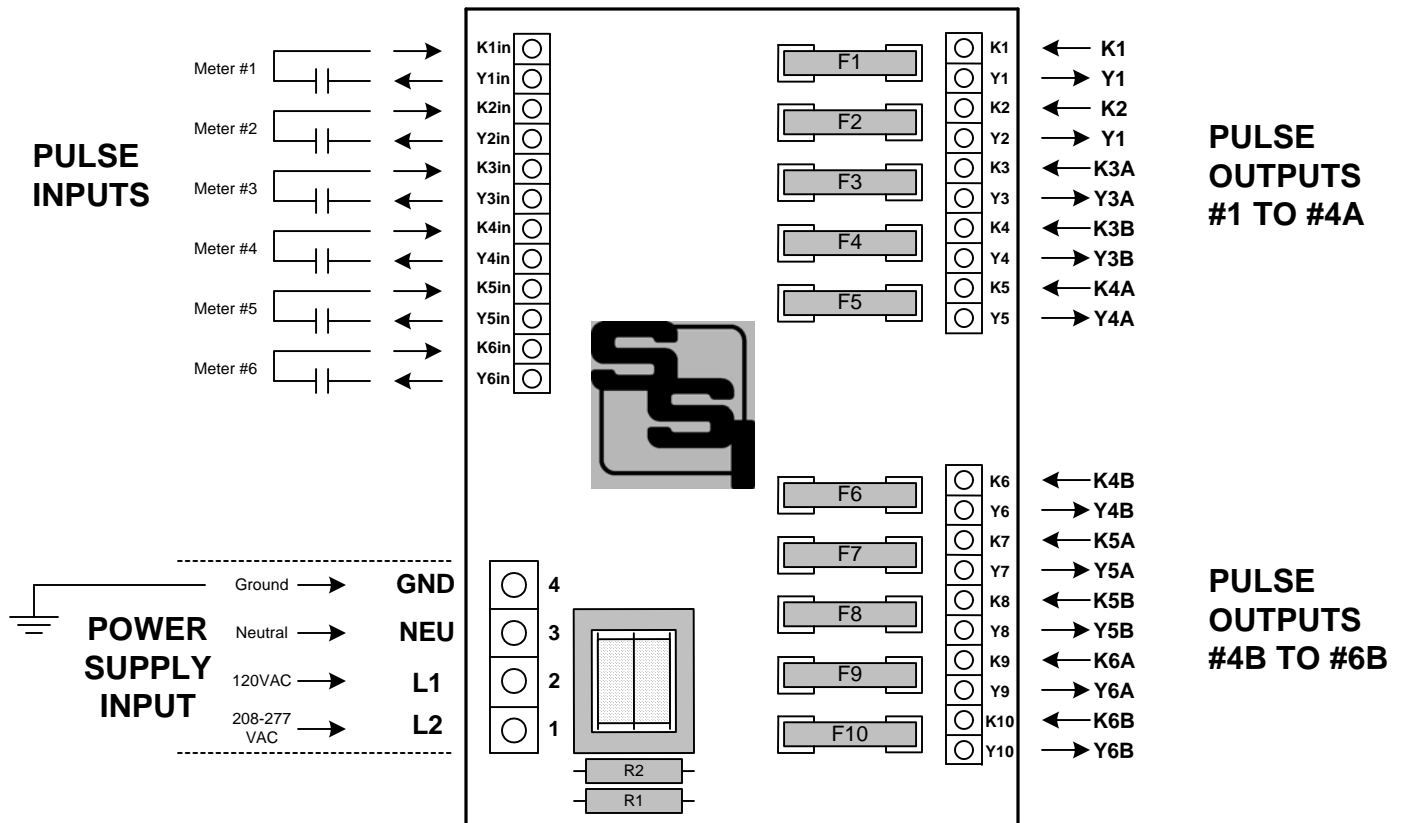 PULSE
INPUTS
Meter #1
Meter #2
Meter #3
Meter #4
Meter #5
Meter #6
K1in
Y1in
K2in
Y2in
K3in
Y3in
K4in
Y4in
K5in
Y5in
K6in
Y6in
SSI
F1
F2
F3
F4
F5
K1
Y1
K2
Y2
K3
Y3
K4
Y4
K5
Y5
K1
Y1
K2
Y1
K3A
Y3A
K3B
Y3B
K4A
Y4A
PULSE
OUTPUTS
#1 TO #4A
POWER
SUPPLY
INPUT
Ground
Neutral
120VAC
208-277
VAC
GND
NEU
L1
L2
4
3
2
1
R2
R1
F6
F7
F8
F9
F10
K6
Y6
K7
Y7
K8
Y8
K9
Y9
K10
Y10
K4B
Y4B
K5A
Y5A
K5B
Y5B
K6A
Y6A
K6B
Y6B
PULSE
OUTPUTS
#4B TO #6B